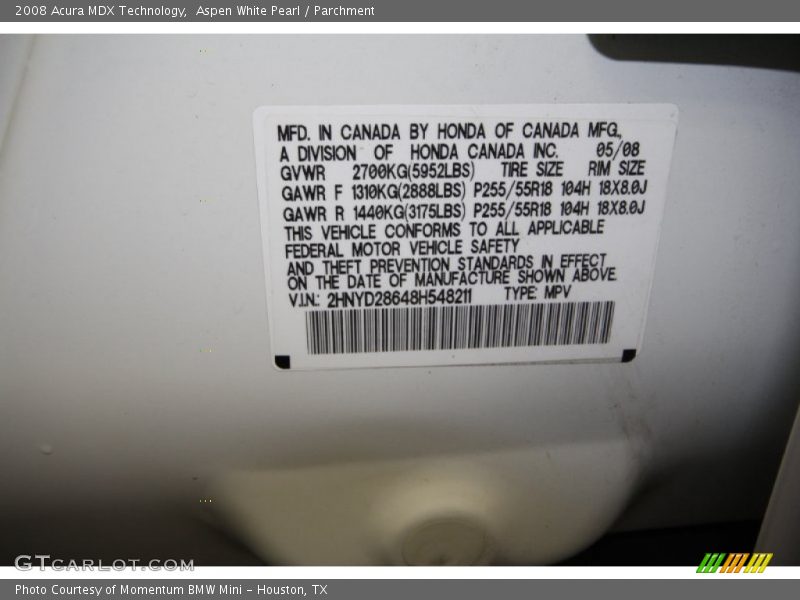 2008 Acura MDX Technology,  Aspen White Pearl / Parchment
MFD. IN CANADA BY HONDA OF CANADA MFG.,
A DIVISION OF HONDA CANADA INC. 05/08
GVWR 2700KG(5952LBS) TIRE SIZE RIM SIZE
GAWR F 1310KG(2888LBS) P255/55R18 104H 18X8.0J
GAWR R 1440KG(3175LBS) P255/55R18 104H 18X8.0J
THIS VEHICLE CONFORMS TO ALL APPLICABLE
FEDERAL MOTOR VEHICLE SAFETY
AND THEFT PREVENTION STANDARDS IN EFFECT
ON THE DATE OF MANUFACTURE SHOWN ABOVE.
V.I.N.: 2HNYD28648H548211 TYPE: MPV
GTCARLOT.COM
Photo Courtesy of Momentum BMW Mini - Houston, TX